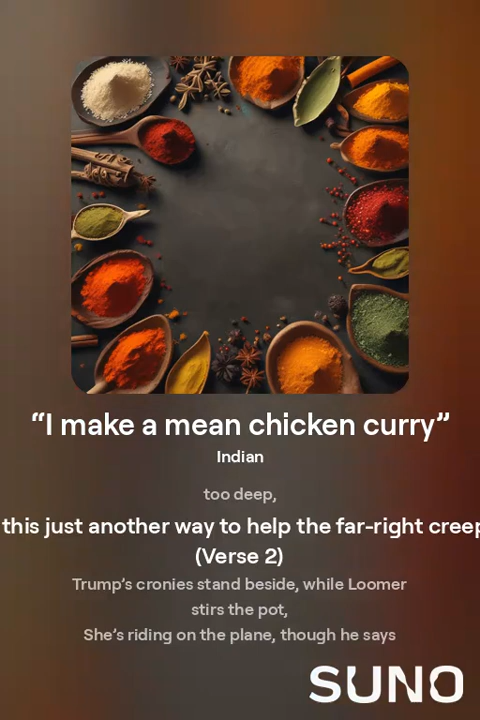 “I make a mean chicken curry”
Indian
too deep,
this just another way to help the far-right creep
(Verse 2)
Trump’s cronies stand beside, while Loomer
stirs the pot,
She’s riding on the plane, though he says
SUNO